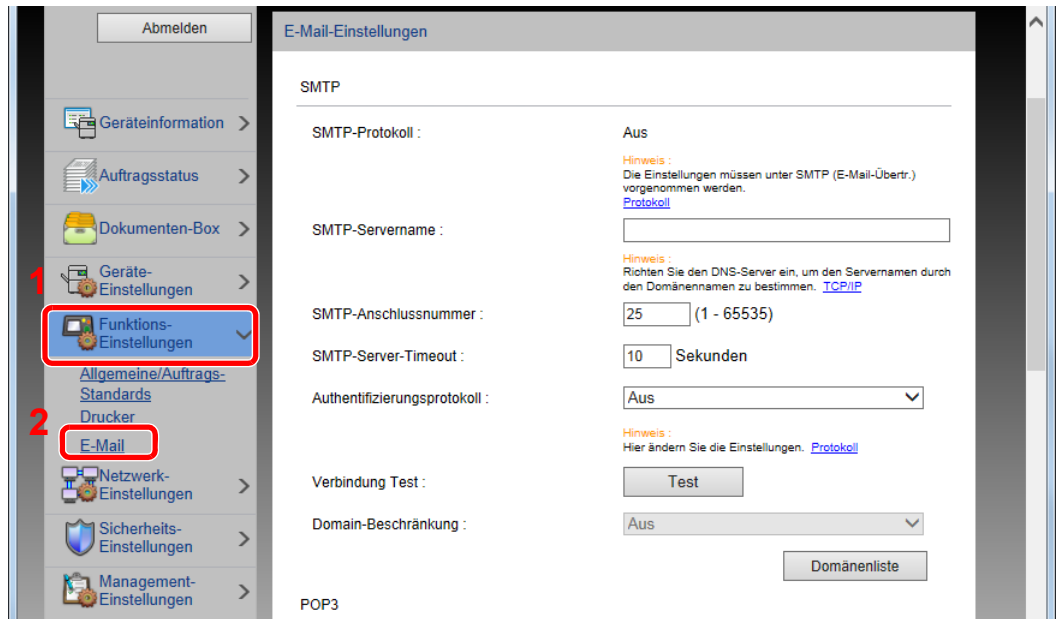 Abmelden
Geräteinformation
Auftragsstatus
Dokumenten-Box
1
Geräte-
Einstellungen
Funktions-
Einstellungen
Allgemeine/Auftrags-
Standards
2
Drucker
E-Mail
Netzwerk-
Einstellungen
Sicherheits-
Einstellungen
Management-
Einstellungen
E-Mail-Einstellungen
SMTP
SMTP-Protokoll : Aus
Hinweis :
Die Einstellungen müssen unter SMTP (E-Mail-Übertr.)
vorgenommen werden.
Protokoll
SMTP-Servername :
Hinweis :
Richten Sie den DNS-Server ein, um den Servernamen durch
den Domänennamen zu bestimmen. TCP/IP
SMTP-Anschlussnummer : 25 (1 - 65535)
SMTP-Server-Timeout : 10 Sekunden
Authentifizierungsprotokoll : Aus
Hinweis :
Hier ändern Sie die Einstellungen. Protokoll
Verbindung Test : Test
Domain-Beschränkung : Aus
Domänenliste
POP3